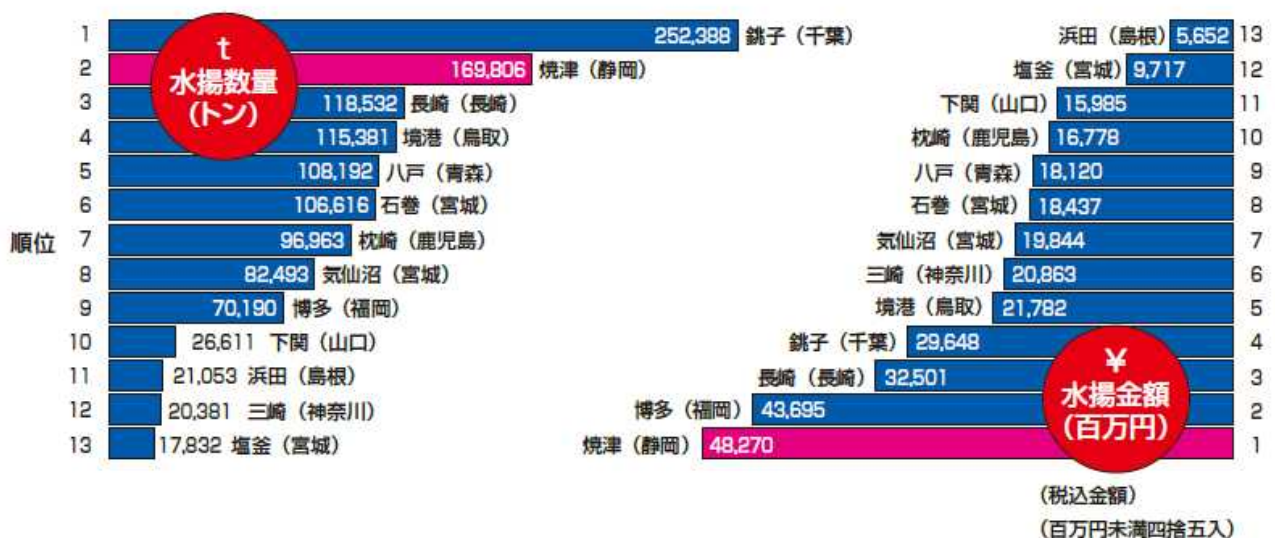 1 252,388 銚子（千葉）
2 169,806 焼津（静岡）
3 118,532 長崎（長崎）
4 115,381 境港（鳥取）
5 108,192 八戸（青森）
6 106,616 石巻（宮城）
順位 7 96,963 枕崎（鹿児島）
8 82,493 気仙沼（宮城）
9 70,190 博多（福岡）
10 26,611 下関（山口）
11 21,053 浜田（島根）
12 20,381 三崎（神奈川）
13 17,832 塩釜（宮城）
t
水揚数量
（トン）
浜田（島根） 5,652 13
塩釜（宮城） 9,717 12
下関（山口） 15,985 11
枕崎（鹿児島） 16,778 10
八戸（青森） 18,120 9
石巻（宮城） 18,437 8
気仙沼（宮城） 19,844 7
三崎（神奈川） 20,863 6
境港（鳥取） 21,782 5
銚子（千葉） 29,648 4
長崎（長崎） 32,501 3
博多（福岡） 43,695 2
焼津（静岡） 48,270 1
¥
水揚金額
（百万円）
（税込金額）
（百万円未満四捨五入）